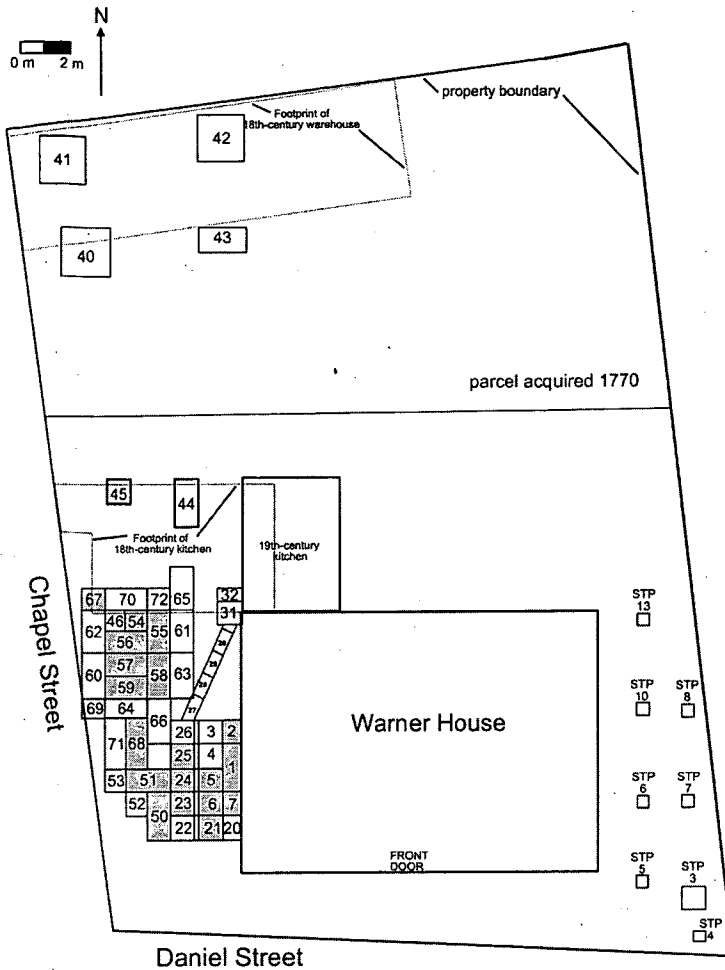 N
0 m 2 m
property boundary
Footprint of
18th-century warehouse
42
41
43
40
parcel acquired 1770
45
44
Footprint of
18th-century kitchen
19th-century
kitchen
Chapel Street
67 70 72 65 32
31
46 54
62 55 61
56
57
60 58 63
59
69 64
66
27
71 68 26 3 2
25 4
1
53 51 24 5
52 23 6 7
50
22 21 20
Warner House
FRONT
DOOR
STP
13
STP
10
STP
8
STP
6
STP
7
STP
5
STP
3
STP
4
Daniel Street